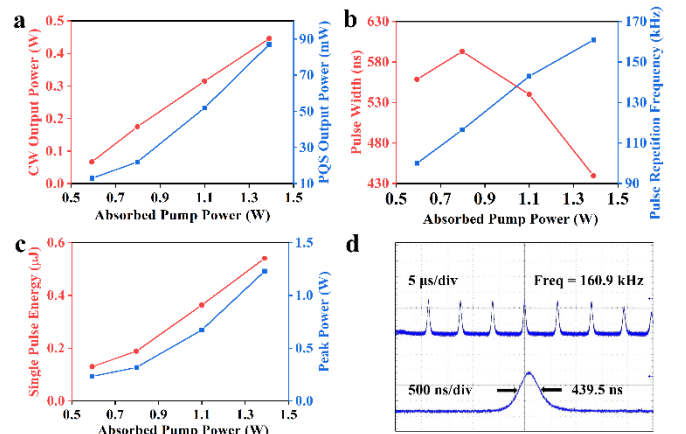 a
CW Output Power (W)
0.5
0.4
0.3
0.2
0.1
0.0
90
70
50
30
10
PQS Output Power (mW)
0.5 0.7 0.9 1.1 1.3 1.5
Absorbed Pump Power (W)
b
Pulse Width (ns)
630
580
530
480
430
170
150
130
110
90
Pulse Repetition Frequency (kHz)
0.5 0.7 0.9 1.1 1.3 1.5
Absorbed Pump Power (W)
c
Single Pulse Energy (μJ)
0.6
0.4
0.2
0.0
1.5
1.0
0.5
0.0
Peak Power (W)
0.5 0.7 0.9 1.1 1.3 1.5
Absorbed Pump Power (W)
d
5 μs/div Freq = 160.9 kHz
500 ns/div 439.5 ns